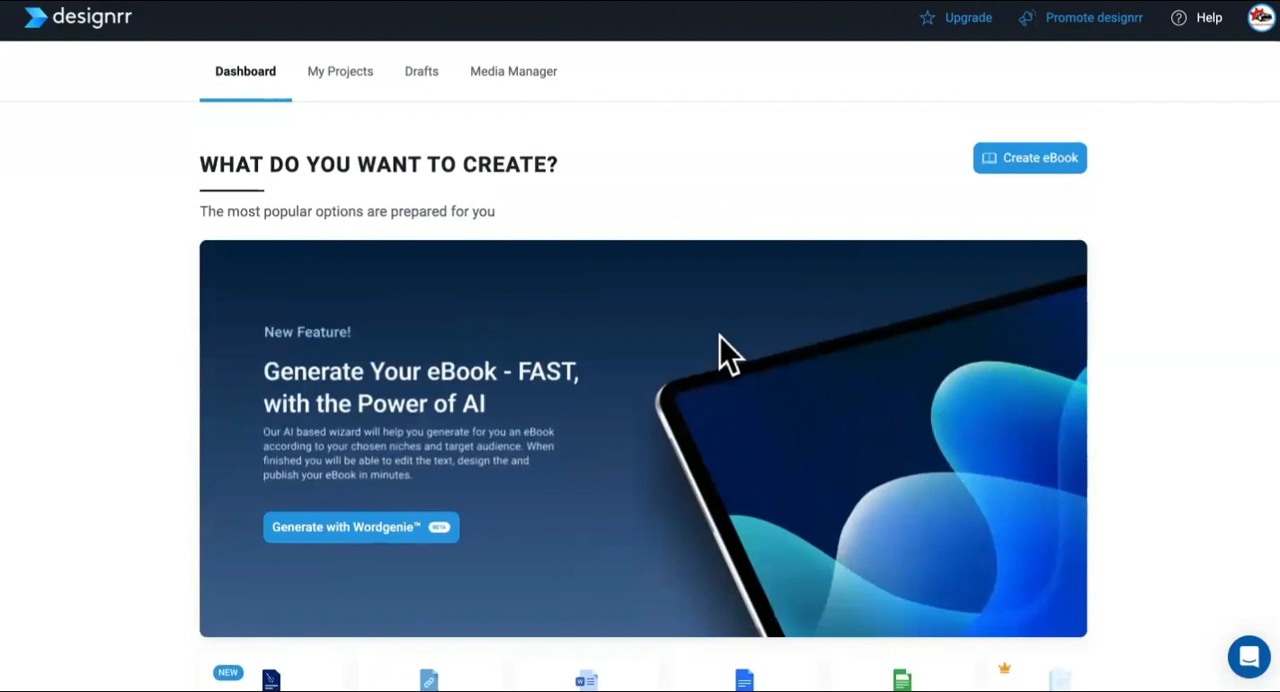 designrr
Upgrade
Promote designrr
Help
Dashboard
My Projects
Drafts
Media Manager
WHAT DO YOU WANT TO CREATE?
Create eBook
The most popular options are prepared for you
New Feature!
Generate Your eBook - FAST,
with the Power of AI
Our AI based wizard will help you generate for you an eBook
according to your chosen niches and target audience. When
finished you will be able to edit the text, design the and
publish your eBook in minutes.
Generate with Wordgenie™ BETA
NEW
W